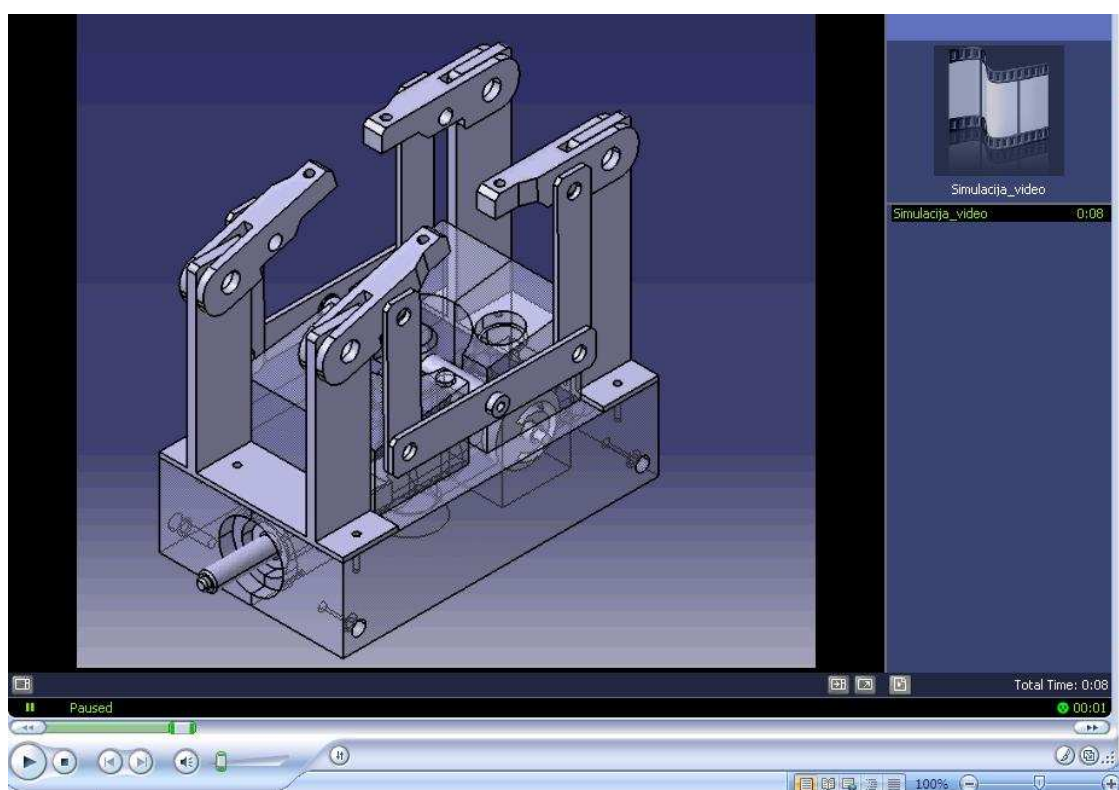 Simulacija_video
Simulacija_video 0:08
Total Time: 0:08
Paused 00:01
100%